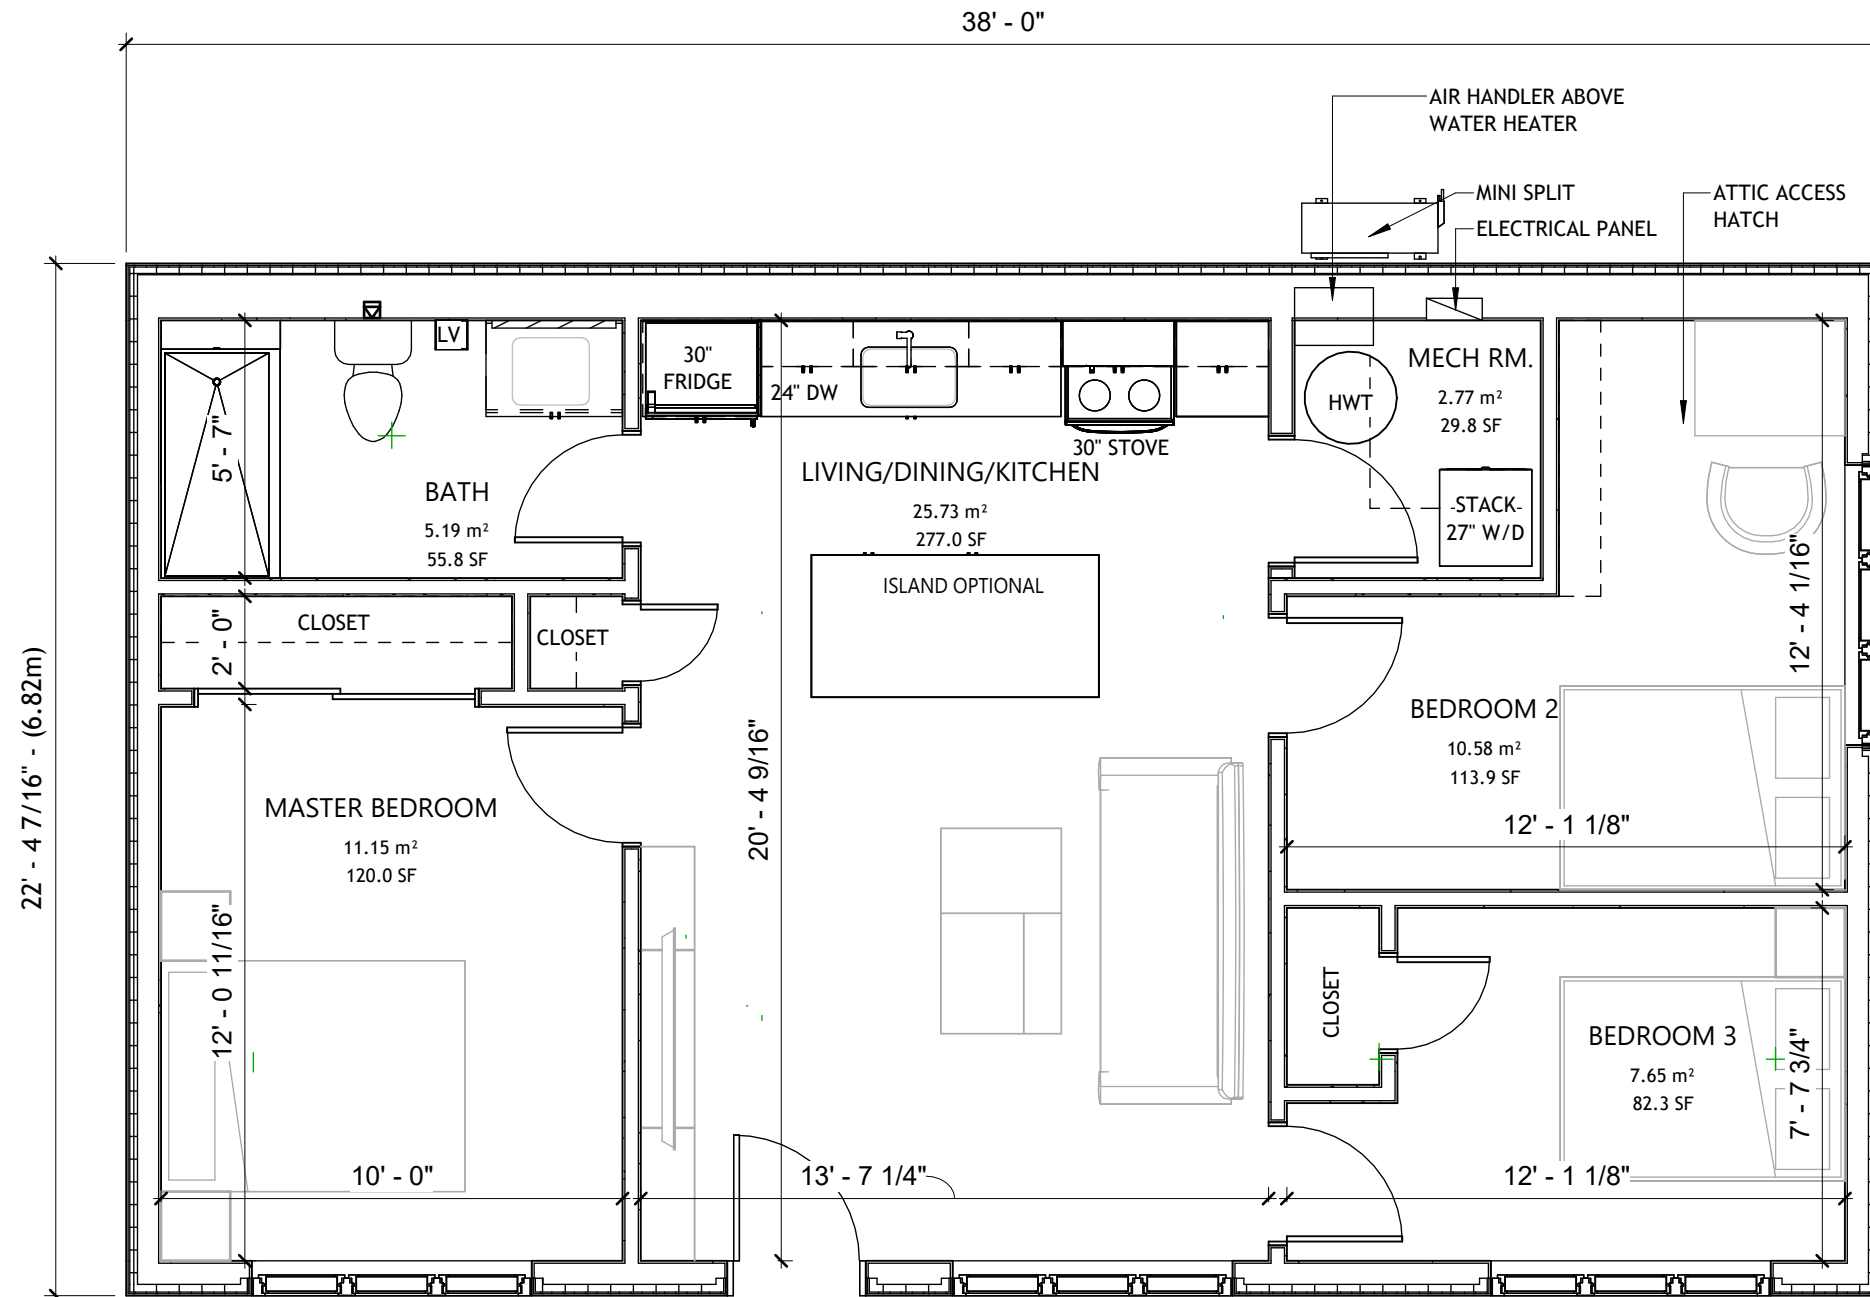 38' - 0"
AIR HANDLER ABOVE
WATER HEATER
MINI SPLIT
ELECTRICAL PANEL
ATTIC ACCESS
HATCH
22' - 4 7/16" - (6.82m)
LV
30"
FRIDGE
24" DW
30" STOVE
HWT
MECH RM.
2.77 m²
29.8 SF
STACK
27" W/D
5' - 7"
BATH
5.19 m²
55.8 SF
LIVING/DINING/KITCHEN
25.73 m²
277.0 SF
ISLAND OPTIONAL
12' - 4 1/16"
2' - 0"
CLOSET
CLOSET
20' - 4 9/16"
BEDROOM 2
10.58 m²
113.9 SF
12' - 1 1/8"
MASTER BEDROOM
11.15 m²
120.0 SF
12' - 0 11/16"
CLOSET
BEDROOM 3
7.65 m²
82.3 SF
7' - 7 3/4"
10' - 0"
13' - 7 1/4"
12' - 1 1/8"